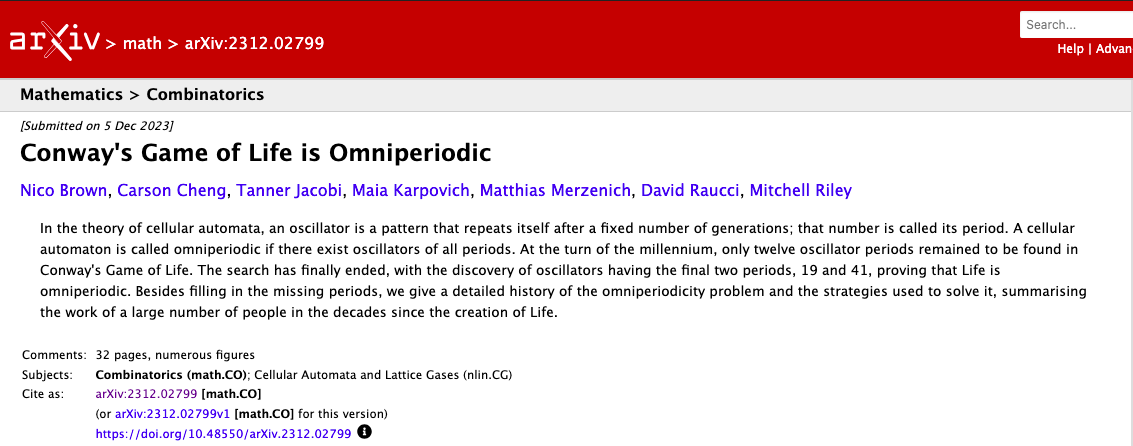 arXiv > math > arXiv:2312.02799
Search...
Help | Advan
Mathematics > Combinatorics
[Submitted on 5 Dec 2023]
Conway's Game of Life is Omniperiodic
Nico Brown, Carson Cheng, Tanner Jacobi, Maia Karpovich, Matthias Merzenich, David Raucci, Mitchell Riley
In the theory of cellular automata, an oscillator is a pattern that repeats itself after a fixed number of generations; that number is called its period. A cellular
automaton is called omniperiodic if there exist oscillators of all periods. At the turn of the millennium, only twelve oscillator periods remained to be found in
Conway's Game of Life. The search has finally ended, with the discovery of oscillators having the final two periods, 19 and 41, proving that Life is
omniperiodic. Besides filling in the missing periods, we give a detailed history of the omniperiodicity problem and the strategies used to solve it, summarising
the work of a large number of people in the decades since the creation of Life.
Comments: 32 pages, numerous figures
Subjects: Combinatorics (math.CO); Cellular Automata and Lattice Gases (nlin.CG)
Cite as: arXiv:2312.02799 [math.CO]
(or arXiv:2312.02799v1 [math.CO] for this version)
https://doi.org/10.48550/arXiv.2312.02799